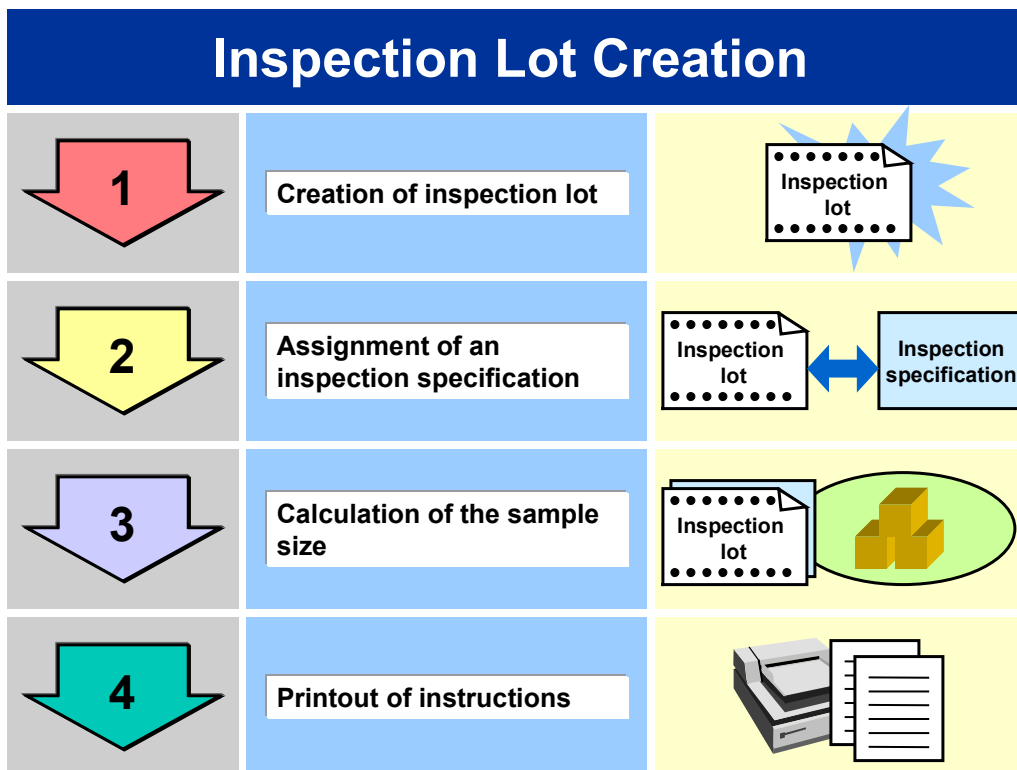 Inspection Lot Creation
1
Creation of inspection lot
Inspection
lot
2
Assignment of an
inspection specification
Inspection
lot
Inspection
specification
3
Calculation of the sample
size
Inspection
lot
4
Printout of instructions